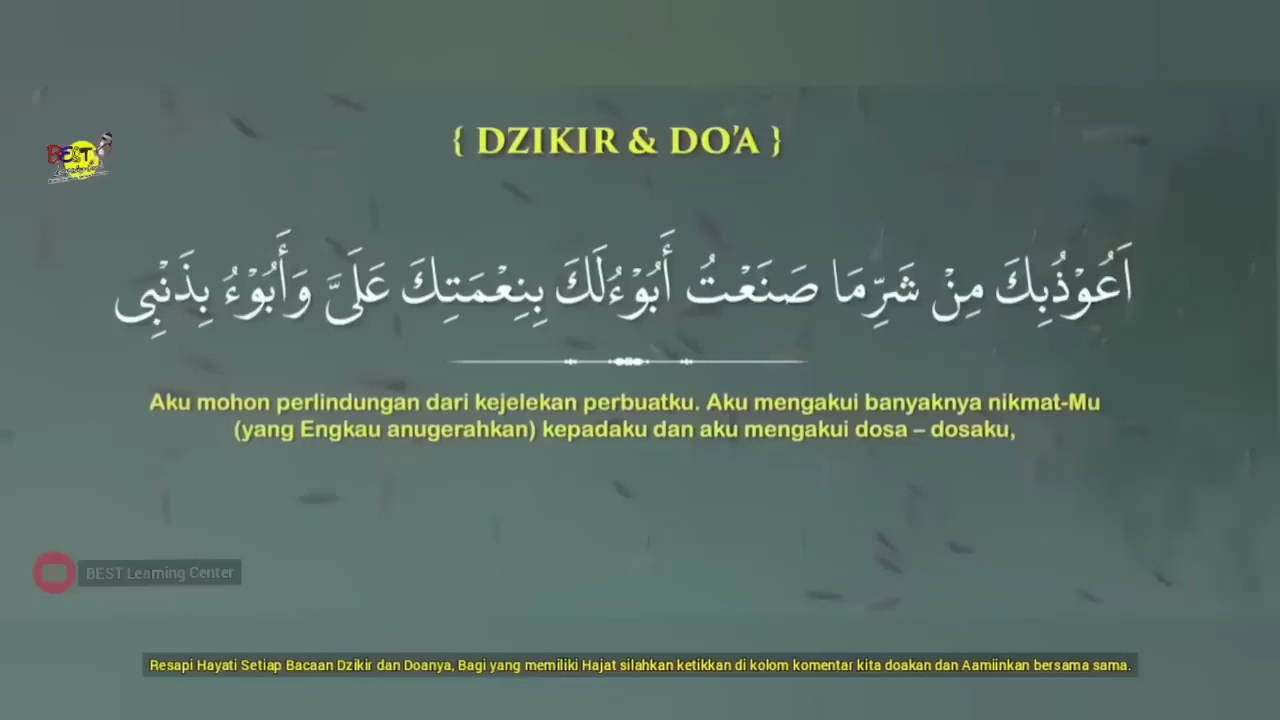 { DZIKIR & DO'A }
BEST
اَعُوْذُبِكَ مِنْ شَرِّمَا صَنَعْتُ أَبُوْءُلَكَ بِنِعْمَتِكَ عَلَىَّ وَأَبُوْءُ بِذَنْبِى
Aku mohon perlindungan dari kejelekan perbuatku. Aku mengakui banyaknya nikmat-Mu
(yang Engkau anugerahkan) kepadaku dan aku mengakui dosa – dosaku,
BEST Learning Center
Resapi Hayati Setiap Bacaan Dzikir dan Doanya, Bagi yang memiliki Hajat silahkan ketikkan di kolom komentar kita doakan dan Aamiinkan bersama sama.